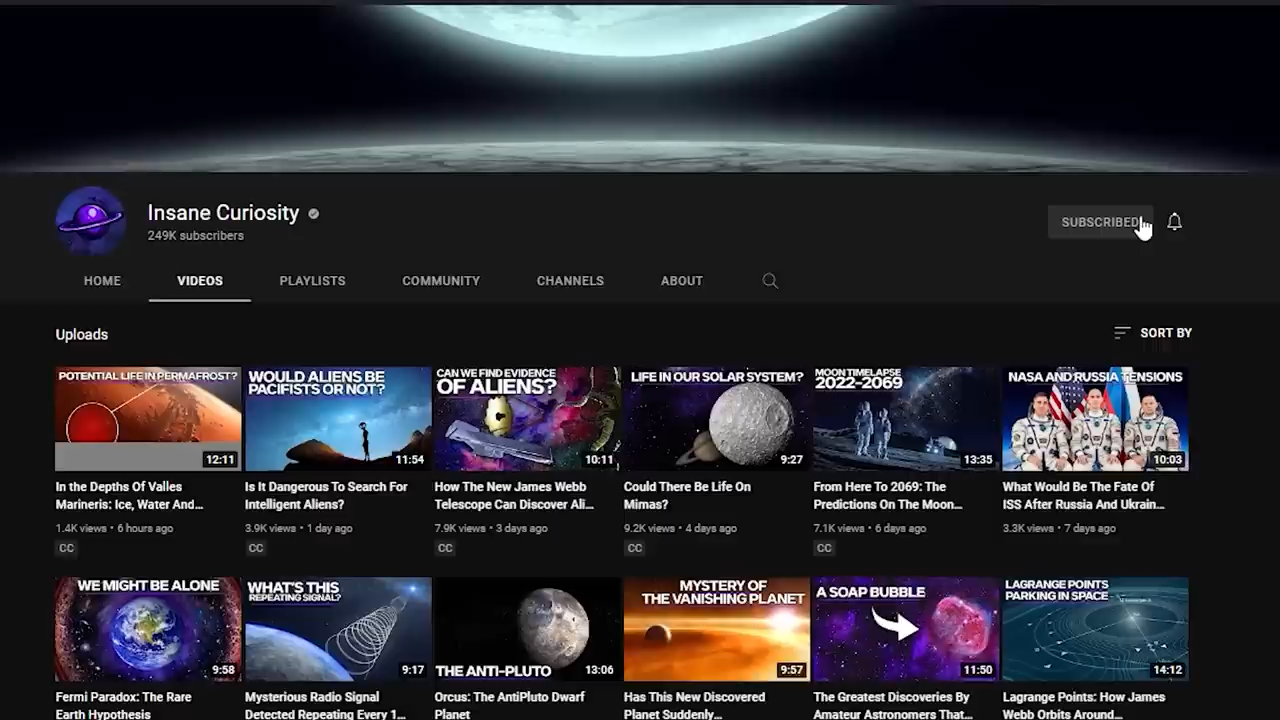 Insane Curiosity
249K subscribers
SUBSCRIBED
HOME
VIDEOS
PLAYLISTS
COMMUNITY
CHANNELS
ABOUT
Uploads
SORT BY
POTENTIAL LIFE IN PERMAFROST?
12:11
In the Depths Of Valles
Marineris: Ice, Water And...
1.4K views • 6 hours ago
CC
WOULD ALIENS BE
PACIFISTS OR NOT?
11:54
Is It Dangerous To Search For
Intelligent Aliens?
3.9K views • 1 day ago
CC
CAN WE FIND EVIDENCE
OF ALIENS?
10:11
How The New James Webb
Telescope Can Discover Ali...
7.9K views • 3 days ago
CC
LIFE IN OUR SOLAR SYSTEM?
9:27
Could There Be Life On
Mimas?
9.2K views • 4 days ago
CC
MOON TIMELAPSE
2022-2069
13:35
From Here To 2069: The
Predictions On The Moon...
7.1K views • 6 days ago
CC
NASA AND RUSSIA TENSIONS
10:03
What Would Be The Fate Of
ISS After Russia And Ukrain...
3.3K views • 7 days ago
WE MIGHT BE ALONE
9:58
Fermi Paradox: The Rare
Earth Hypothesis
WHAT'S THIS
REPEATING SIGNAL?
9:17
Mysterious Radio Signal
Detected Repeating Every 1...
THE ANTI-PLUTO
13:06
Orcus: The AntiPluto Dwarf
Planet
MYSTERY OF
THE VANISHING PLANET
9:57
Has This New Discovered
Planet Suddenly...
A SOAP BUBBLE
11:50
The Greatest Discoveries By
Amateur Astronomers That...
LAGRANGE POINTS
PARKING IN SPACE
14:12
Lagrange Points: How James
Webb Orbits Around...